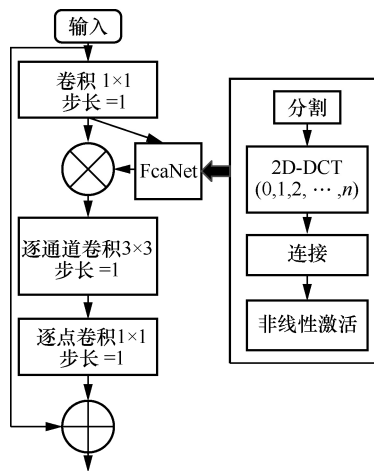 输入
卷积 1×1
步长 =1
FcaNet
逐通道卷积3×3
步长 =1
逐点卷积1×1
步长 =1
分割
2D-DCT
(0,1,2, ⋯ ,n)
连接
非线性激活